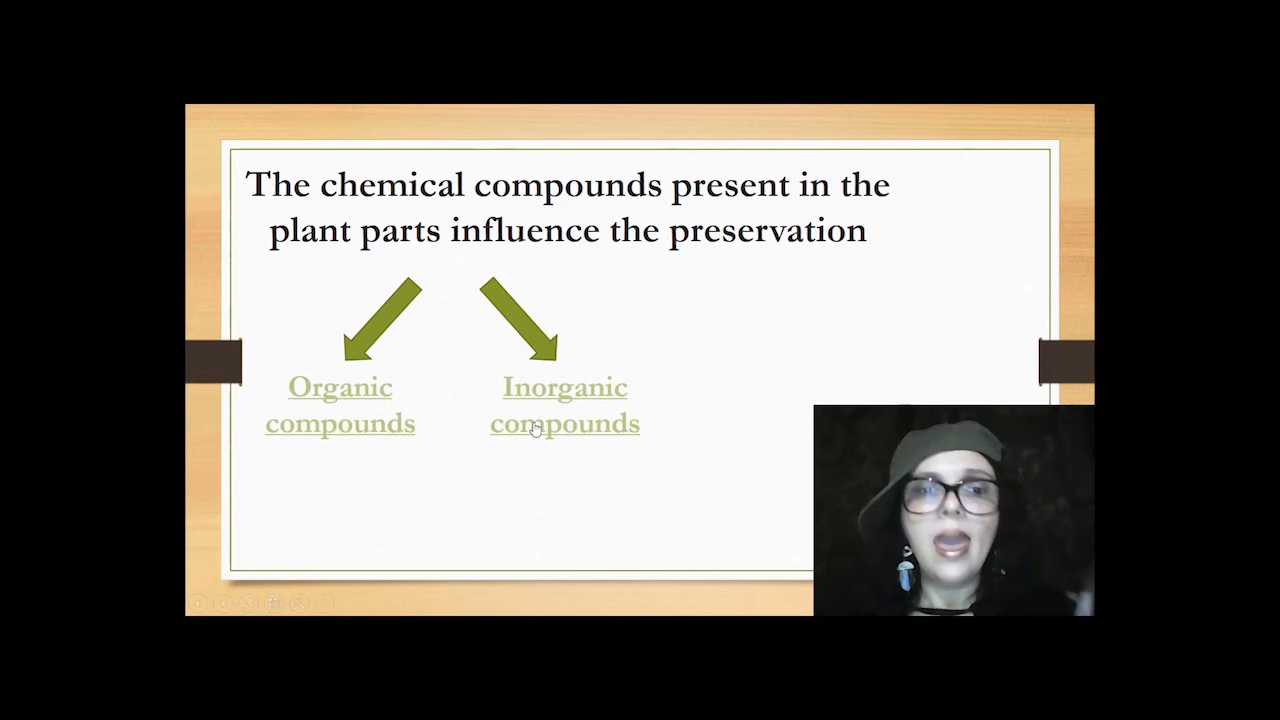 The chemical compounds present in the
plant parts influence the preservation
Organic
compounds
Inorganic
compounds